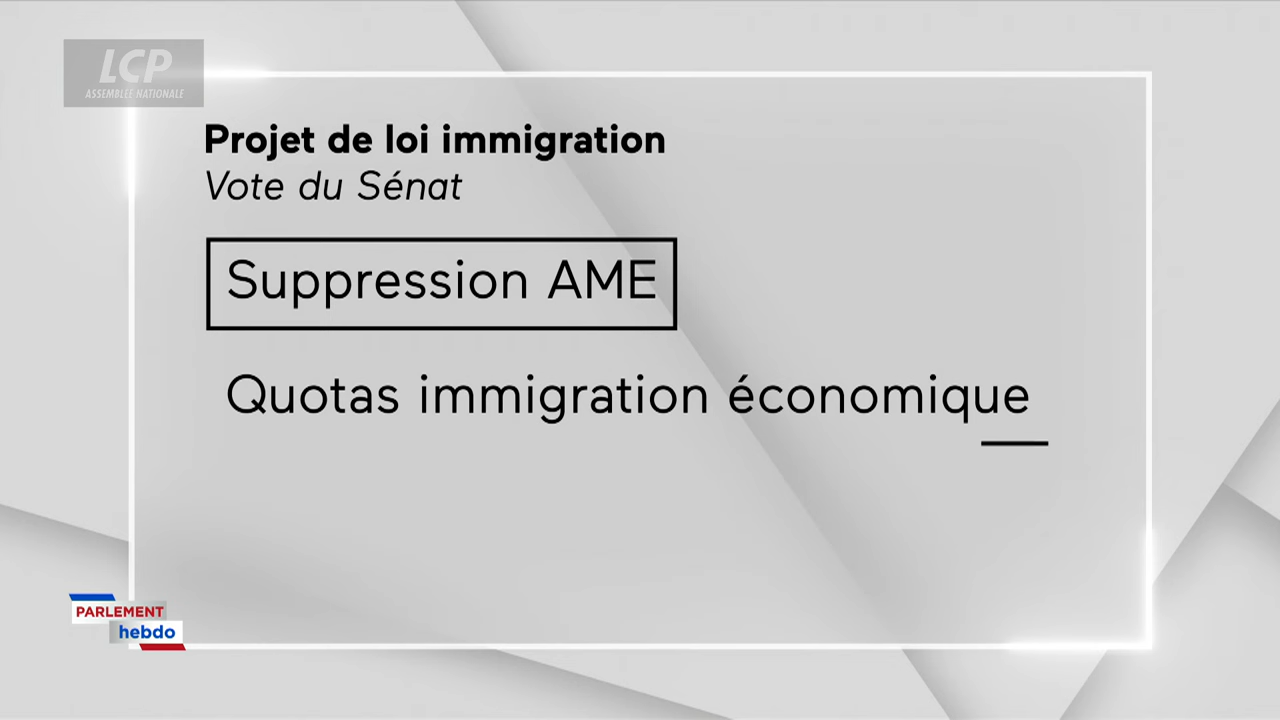 LCP
ASSEMBLÉE NATIONALE
Projet de loi immigration
Vote du Sénat
Suppression AME
Quotas immigration économique
PARLEMENT
hebdo